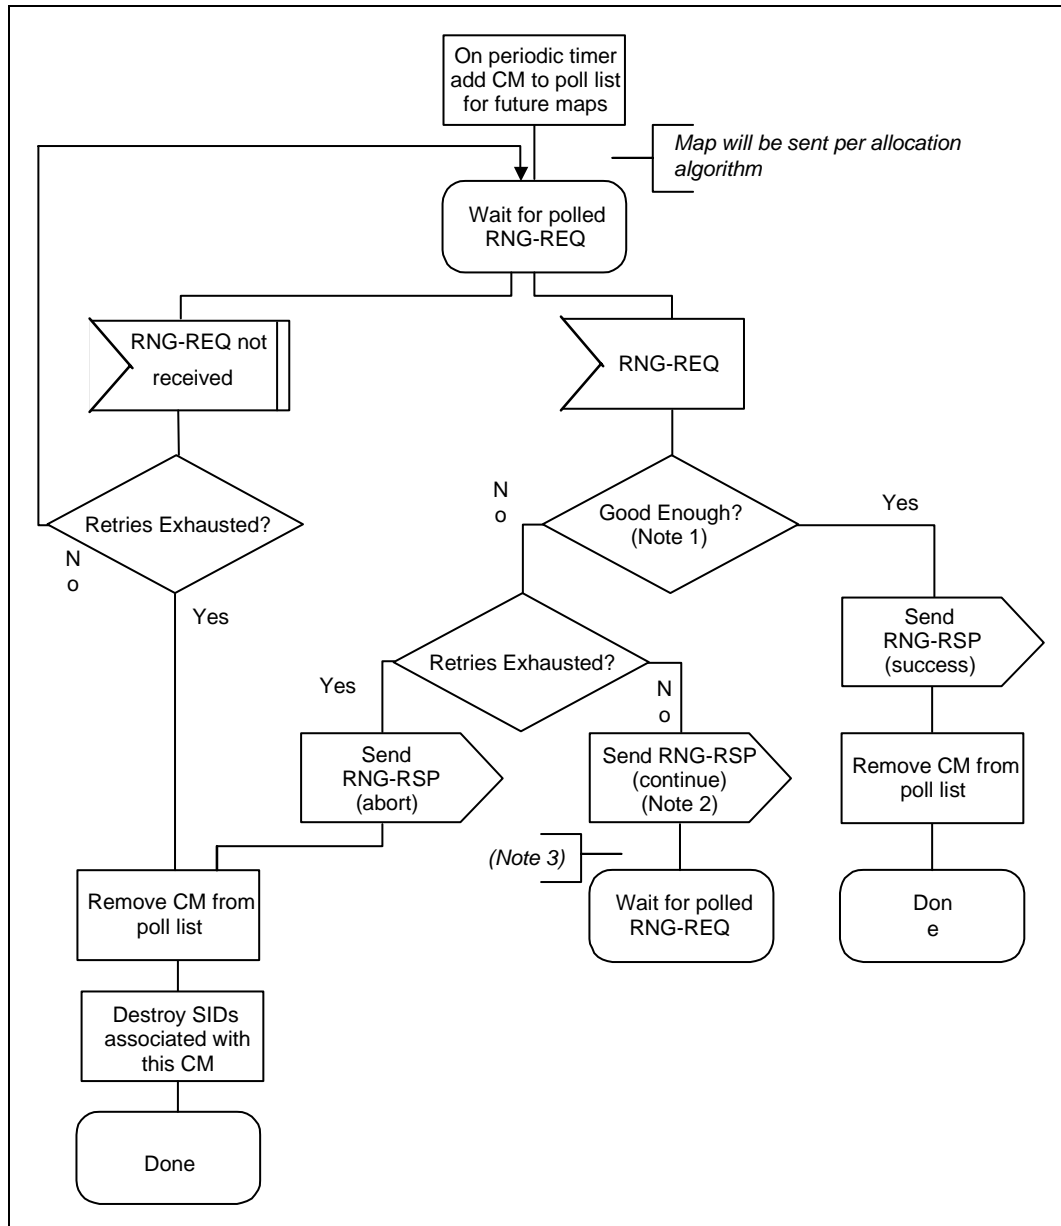 On periodic timer
add CM to poll list
for future maps
Map will be sent per allocation
algorithm
Wait for polled
RNG-REQ
RNG-REQ not
received
RNG-REQ
Retries Exhausted?
N
o
Yes
Good Enough?
(Note 1)
N
o
Yes
Retries Exhausted?
Yes
N
o
Send
RNG-RSP
(success)
Send
RNG-RSP
(abort)
Send RNG-RSP
(continue)
(Note 2)
Remove CM from
poll list
(Note 3)
Remove CM from
poll list
Wait for polled
RNG-REQ
Don
e
Destroy SIDs
associated with
this CM
Done